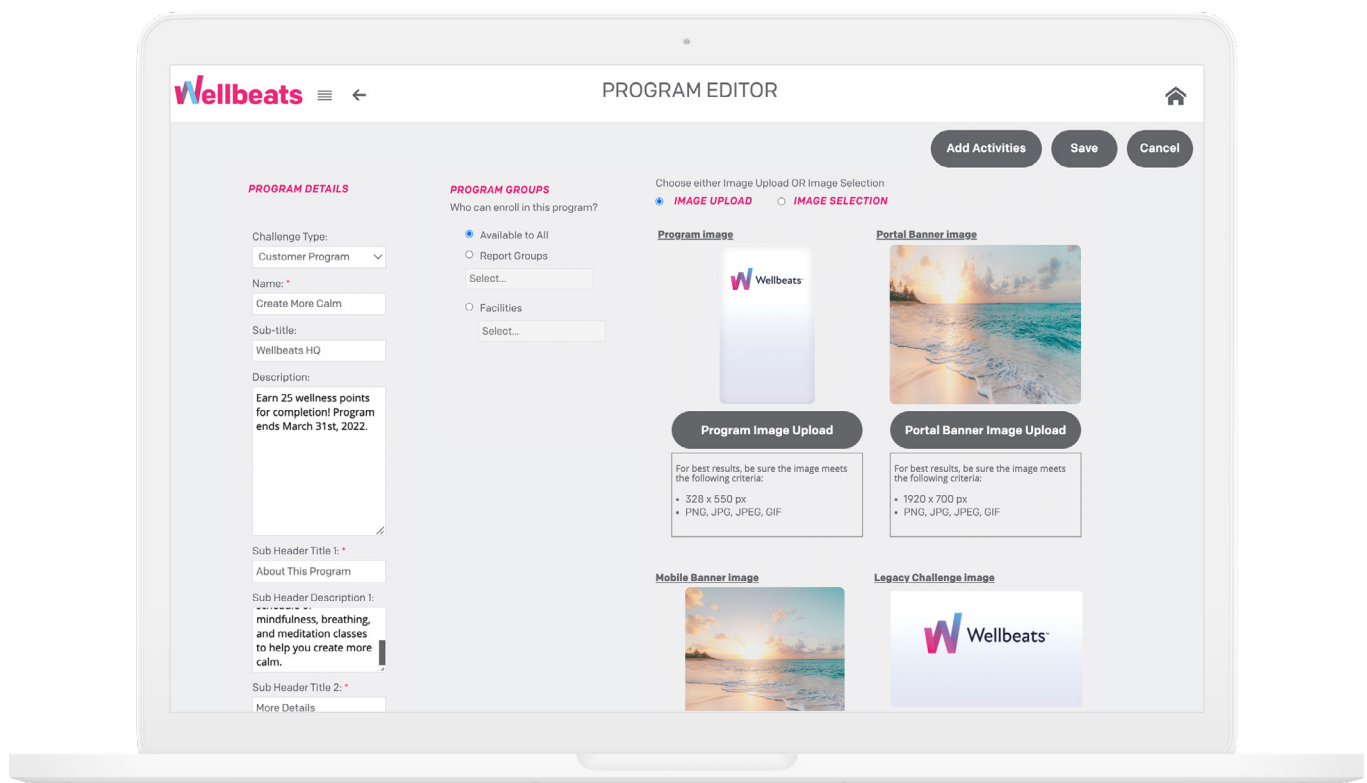 Wellbeats
PROGRAM EDITOR
Add Activities
Save
Cancel
PROGRAM DETAILS
Challenge Type:
Customer Program
Name: *
Create More Calm
Sub-title:
Wellbeats HQ
Description:
Earn 25 wellness points
for completion! Program
ends March 31st, 2022.
Sub Header Title 1: *
About This Program
Sub Header Description 1:
mindfulness, breathing,
and meditation classes
to help you create more
calm.
Sub Header Title 2: *
More Details
PROGRAM GROUPS
Who can enroll in this program?
Available to All
Report Groups
Select...
Facilities
Select...
Choose either Image Upload OR Image Selection
IMAGE UPLOAD
IMAGE SELECTION
Program image
Wellbeats™
Program Image Upload
For best results, be sure the image meets
the following criteria:
• 328 x 550 px
• PNG, JPG, JPEG, GIF
Portal Banner image
Portal Banner Image Upload
For best results, be sure the image meets
the following criteria:
• 1920 x 700 px
• PNG, JPG, JPEG, GIF
Mobile Banner image
Legacy Challenge image
Wellbeats™